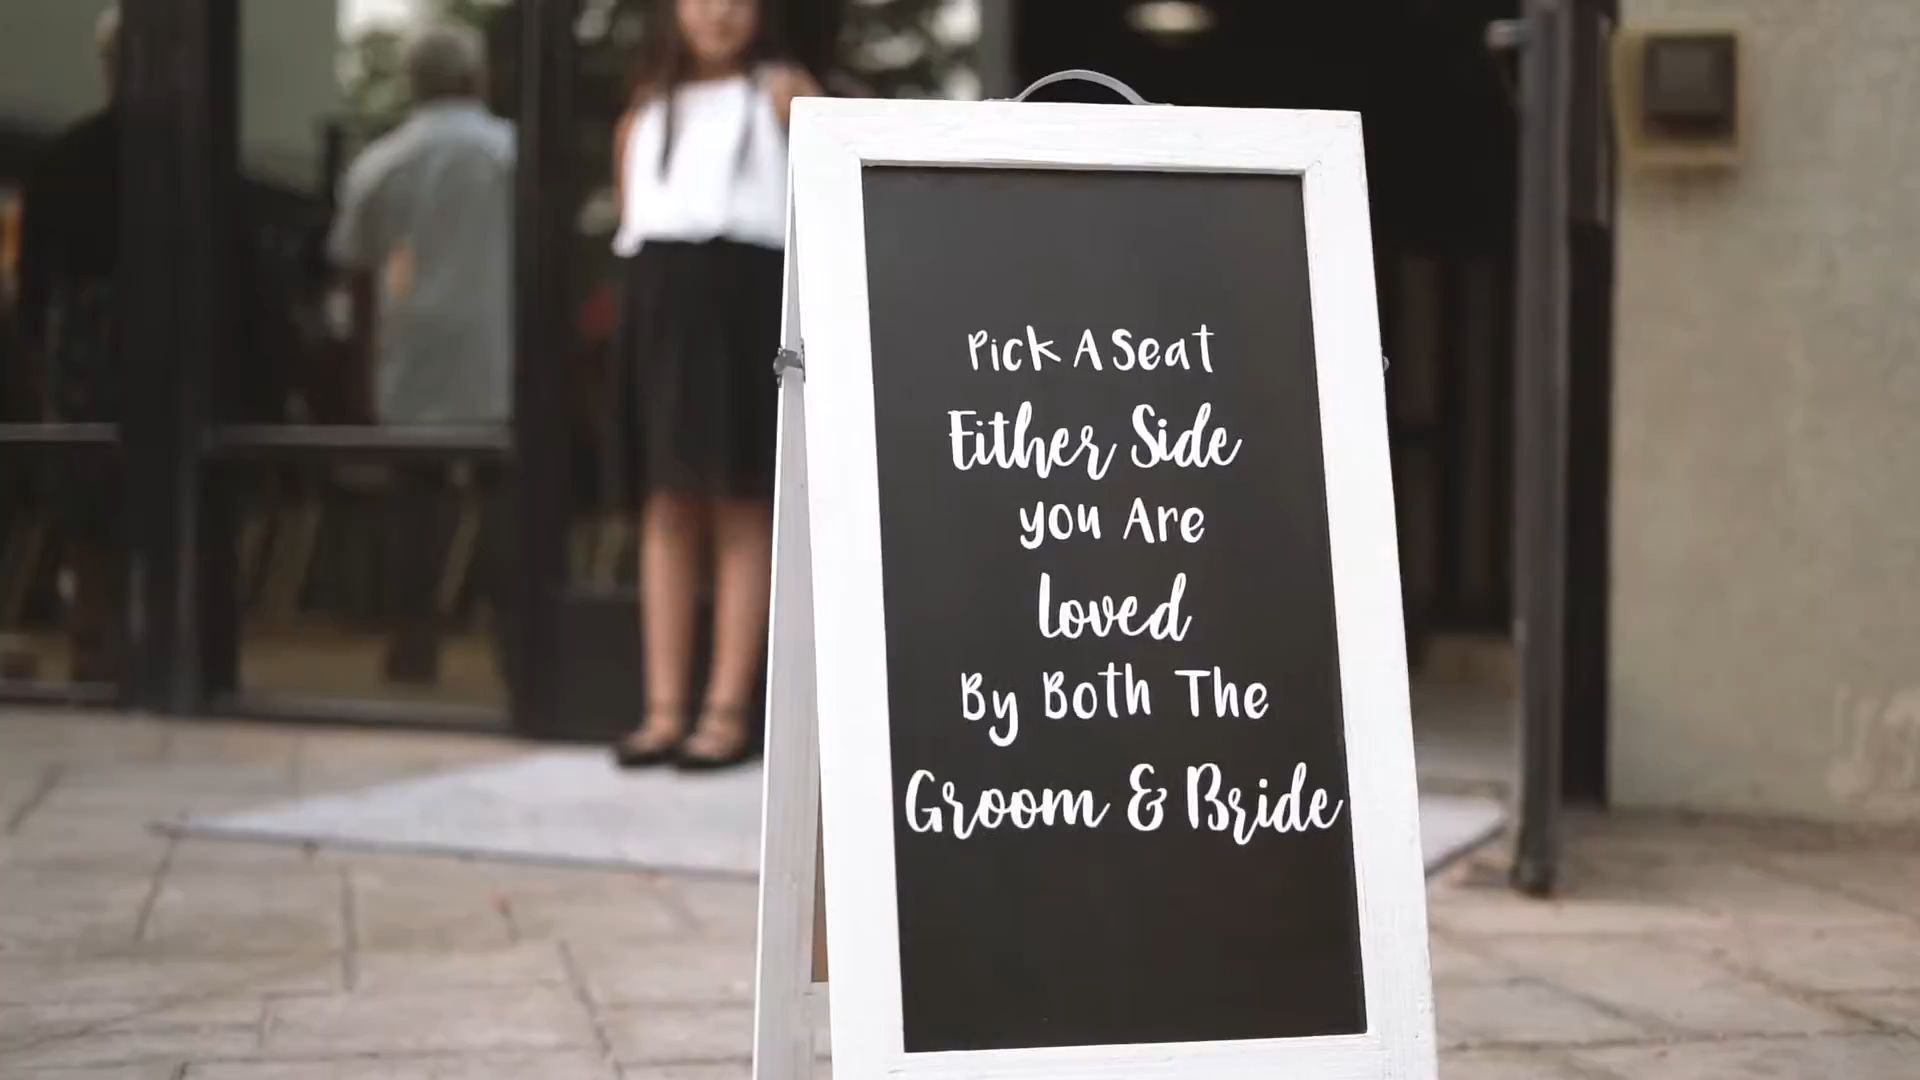 Pick A Seat
Either Side
you Are
Loved
By Both The
Groom & Bride